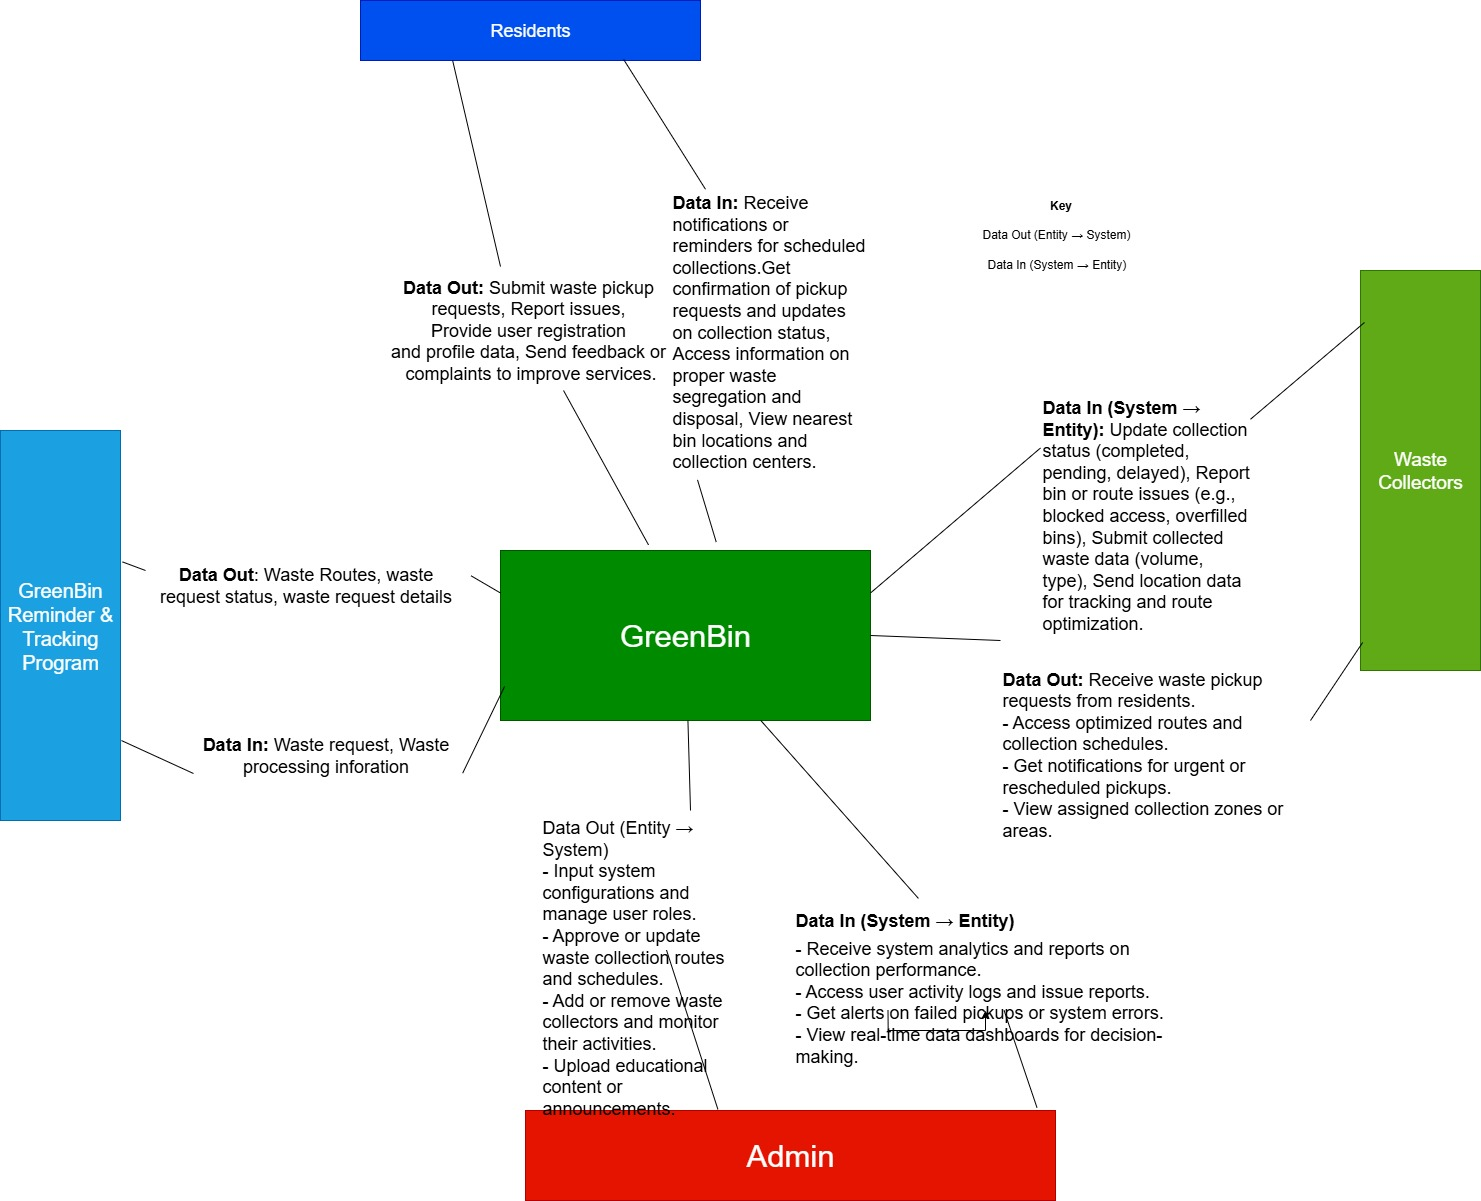 Residents
Data In: Receive
notifications or
reminders for scheduled
collections.Get
confirmation of pickup
requests and updates
on collection status,
Access information on
proper waste
segregation and
disposal, View nearest
bin locations and
collection centers.
Key
Data Out (Entity → System)
Data In (System → Entity)
Data Out: Submit waste pickup
requests, Report issues,
Provide user registration
and profile data, Send feedback or
complaints to improve services.
Data In (System →
Entity): Update collection
status (completed,
pending, delayed), Report
bin or route issues (e.g.,
blocked access, overfilled
bins), Submit collected
waste data (volume,
type), Send location data
for tracking and route
optimization.
Waste
Collectors
GreenBin
Reminder &
Tracking
Program
Data Out: Waste Routes, waste
request status, waste request details
GreenBin
Data In: Waste request, Waste
processing inforation
Data Out: Receive waste pickup
requests from residents.
- Access optimized routes and
collection schedules.
- Get notifications for urgent or
rescheduled pickups.
- View assigned collection zones or
areas.
Data Out (Entity →
System)
- Input system
configurations and
manage user roles.
- Approve or update
waste collection routes
and schedules.
- Add or remove waste
collectors and monitor
their activities.
- Upload educational
content or
announcements.
Data In (System → Entity)
- Receive system analytics and reports on
collection performance.
- Access user activity logs and issue reports.
- Get alerts on failed pickups or system errors.
- View real-time data dashboards for decision-
making.
Admin